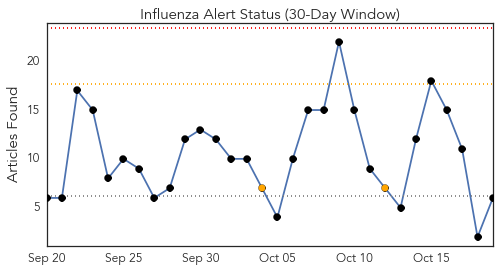 Influenza Alert Status (30-Day Window)
Articles Found
20
15
10
5
Sep 20
Sep 25
Sep 30
Oct 05
Oct 10
Oct 15